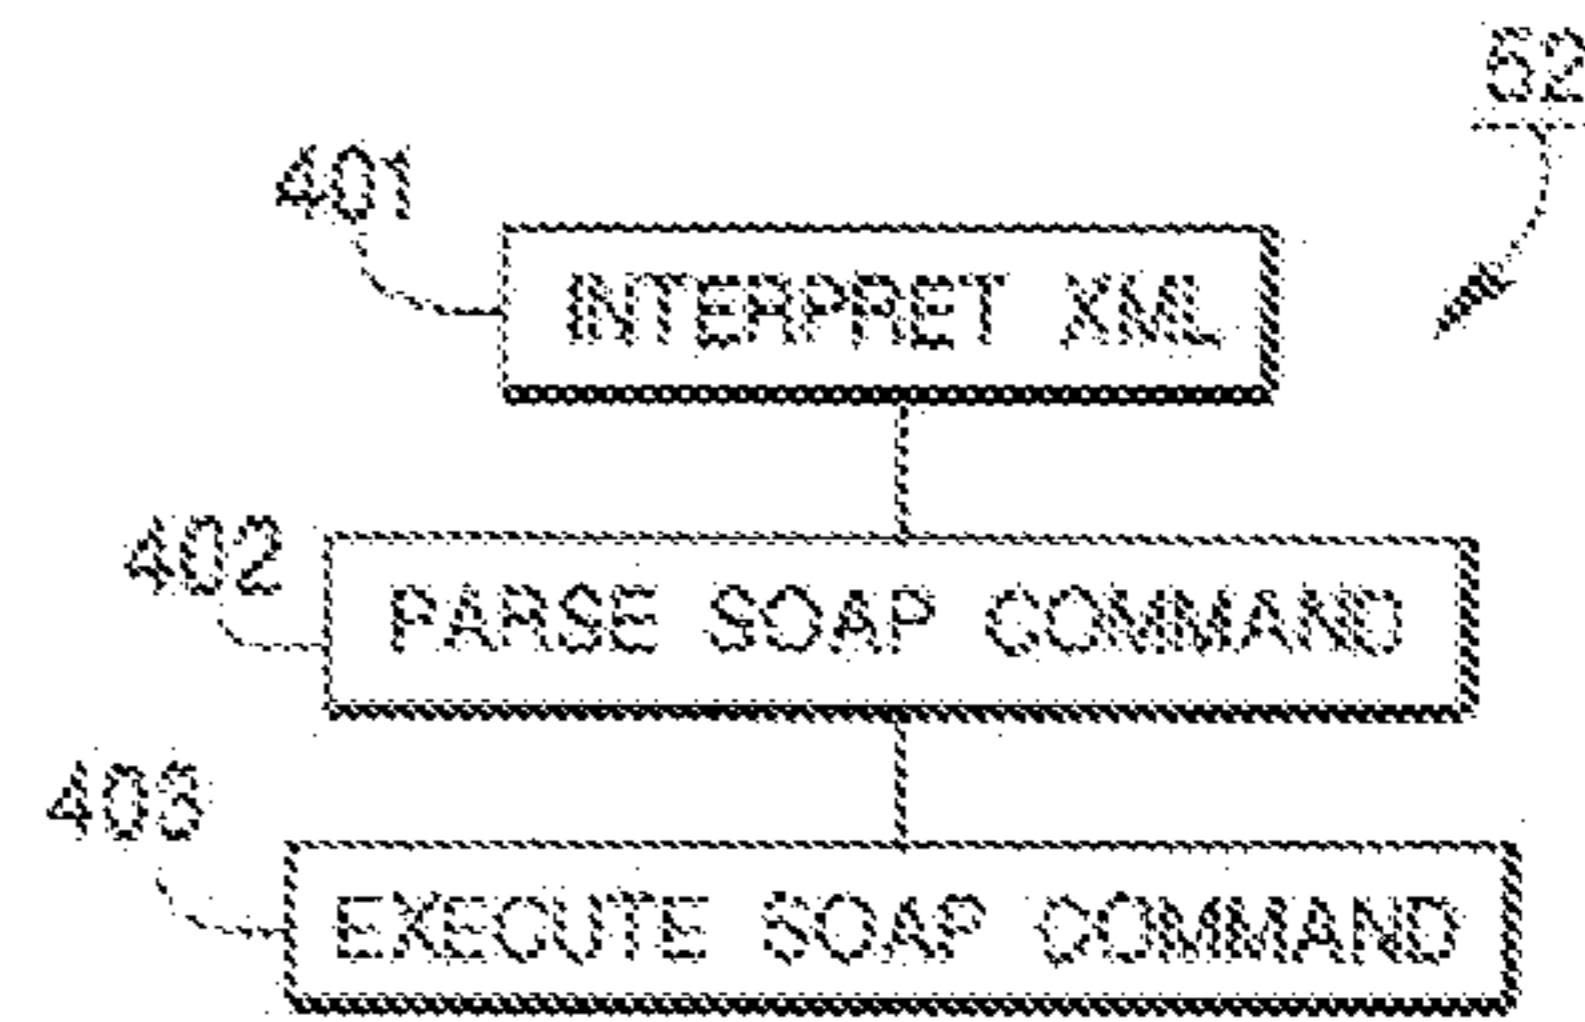 52
401
INTERPRET XML
402
PARSE SOAP COMMAND
403
EXECUTE SOAP COMMAND